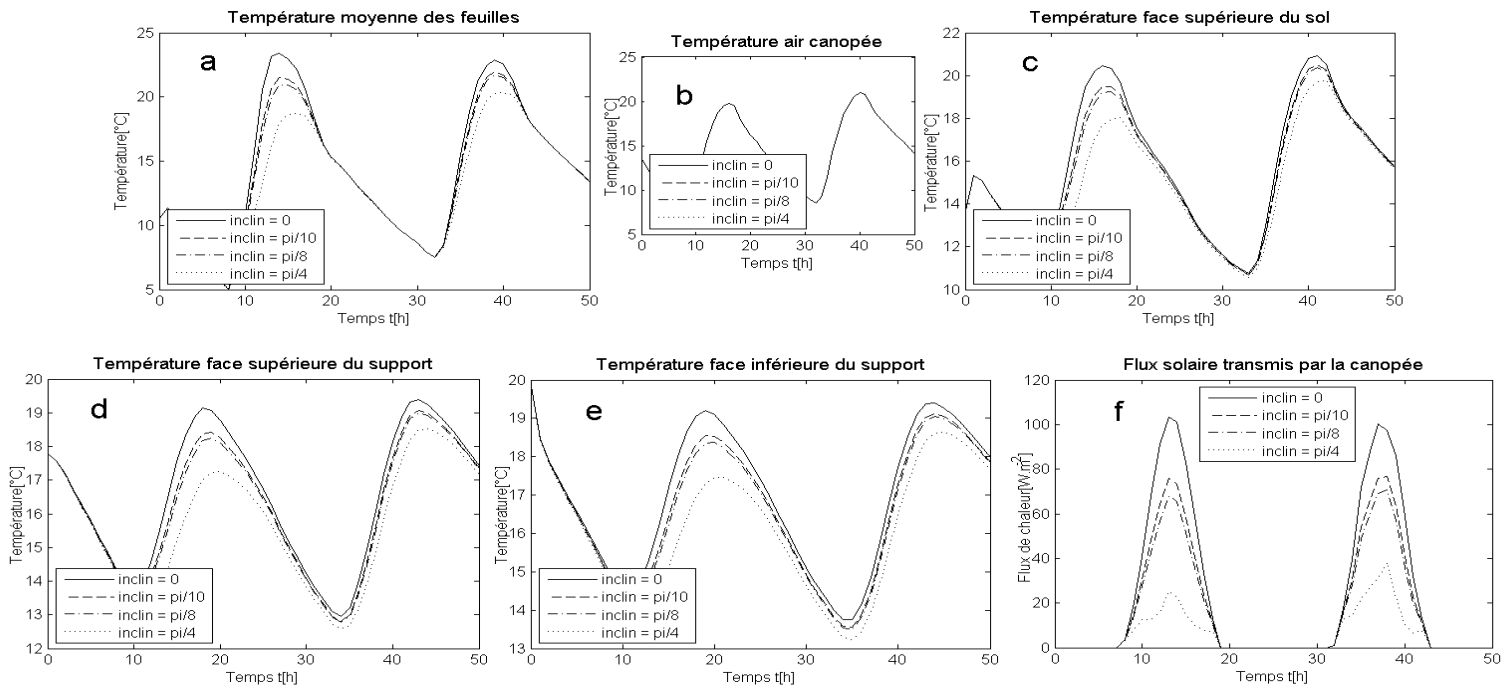 Température moyenne des feuilles
a
25
20
15
10
5
Température[°C]
inclin = 0
inclin = pi/10
inclin = pi/8
inclin = pi/4
0 10 20 30 40 50
Temps t[h]
Température air canopée
b
25
20
15
10
5
Température[°C]
inclin = 0
inclin = pi/10
inclin = pi/8
inclin = pi/4
0 20 40 50
Temps t[h]
Température face supérieure du sol
c
22
20
18
16
14
12
10
Température[°C]
inclin = 0
inclin = pi/10
inclin = pi/8
inclin = pi/4
0 10 20 30 40 50
Temps t[h]
Température face supérieure du support
d
20
19
18
17
16
15
14
13
12
Température[°C]
inclin = 0
inclin = pi/10
inclin = pi/8
inclin = pi/4
0 10 20 30 40 50
Temps t[h]
Température face inférieure du support
e
20
19
18
17
16
15
14
13
Température[°C]
inclin = 0
inclin = pi/10
inclin = pi/8
inclin = pi/4
0 10 20 30 40 50
Temps t[h]
Flux solaire transmis par la canopée
f
120
100
80
60
40
20
0
Flux de chaleur[W.m²]
inclin = 0
inclin = pi/10
inclin = pi/8
inclin = pi/4
0 10 20 30 40 50
Temps t[h]